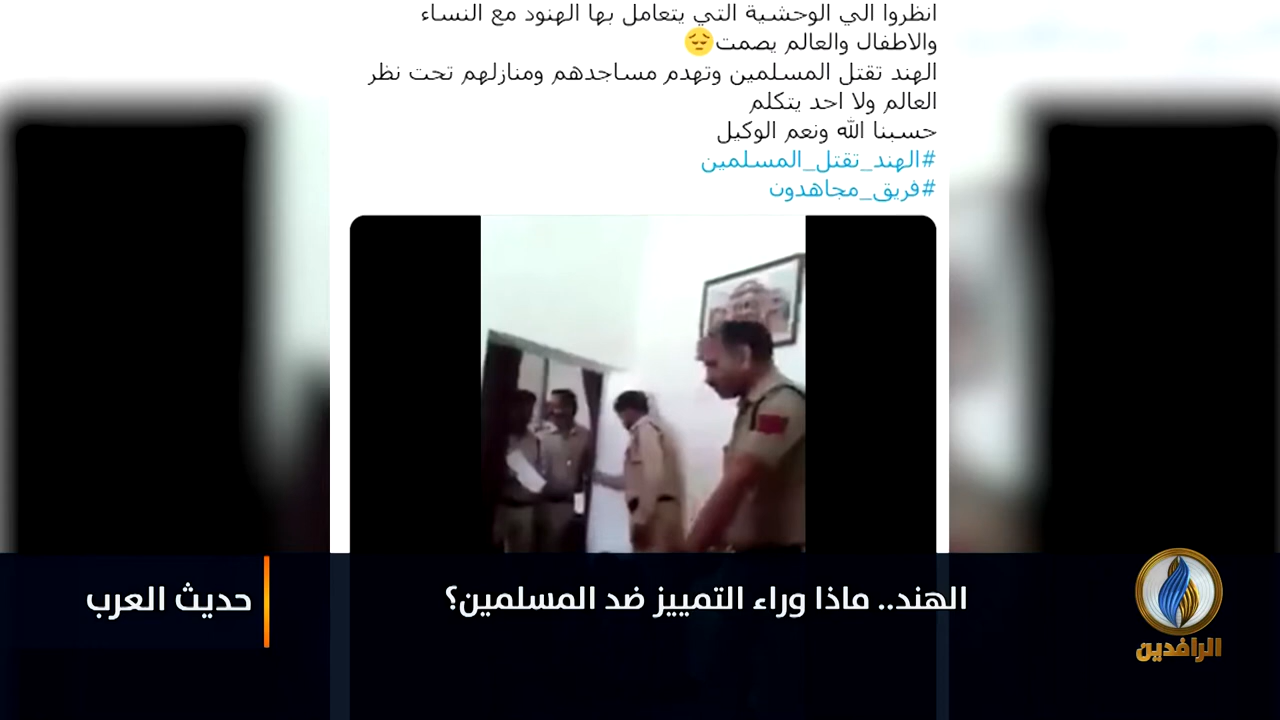 انظروا الي الوحشية التي يتعامل بها الهنود مع النساء
والاطفال والعالم يصمت😔
الهند تقتل المسلمين وتهدم مساجدهم ومنازلهم تحت نظر
العالم ولا احد يتكلم
حسبنا الله ونعم الوكيل
#الهند_تقتل_المسلمين
#فريق_مجاهدون
الهند.. ماذا وراء التمييز ضد المسلمين؟
حديث العرب
الرافدين